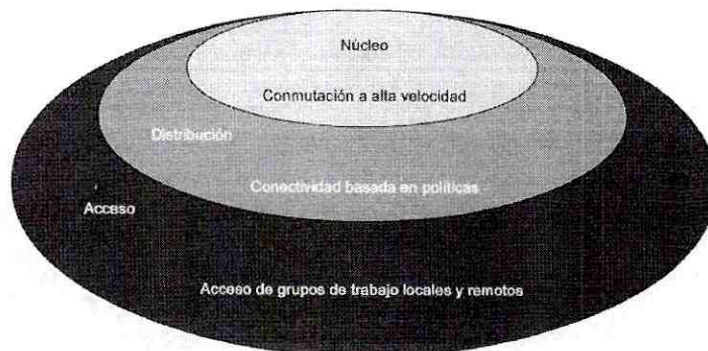 Núcleo
Conmutación a alta velocidad
Distribución
Conectividad basada en políticas
Acceso
Acceso de grupos de trabajo locales y remotos